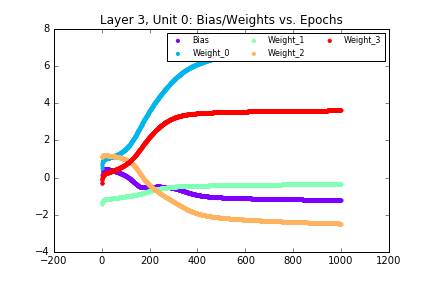 Layer 3, Unit 0: Bias/Weights vs. Epochs
Bias Weight_1 Weight_3
Weight_0 Weight_2
8
6
4
2
0
−2
−4
−200 0 200 400 600 800 1000 1200